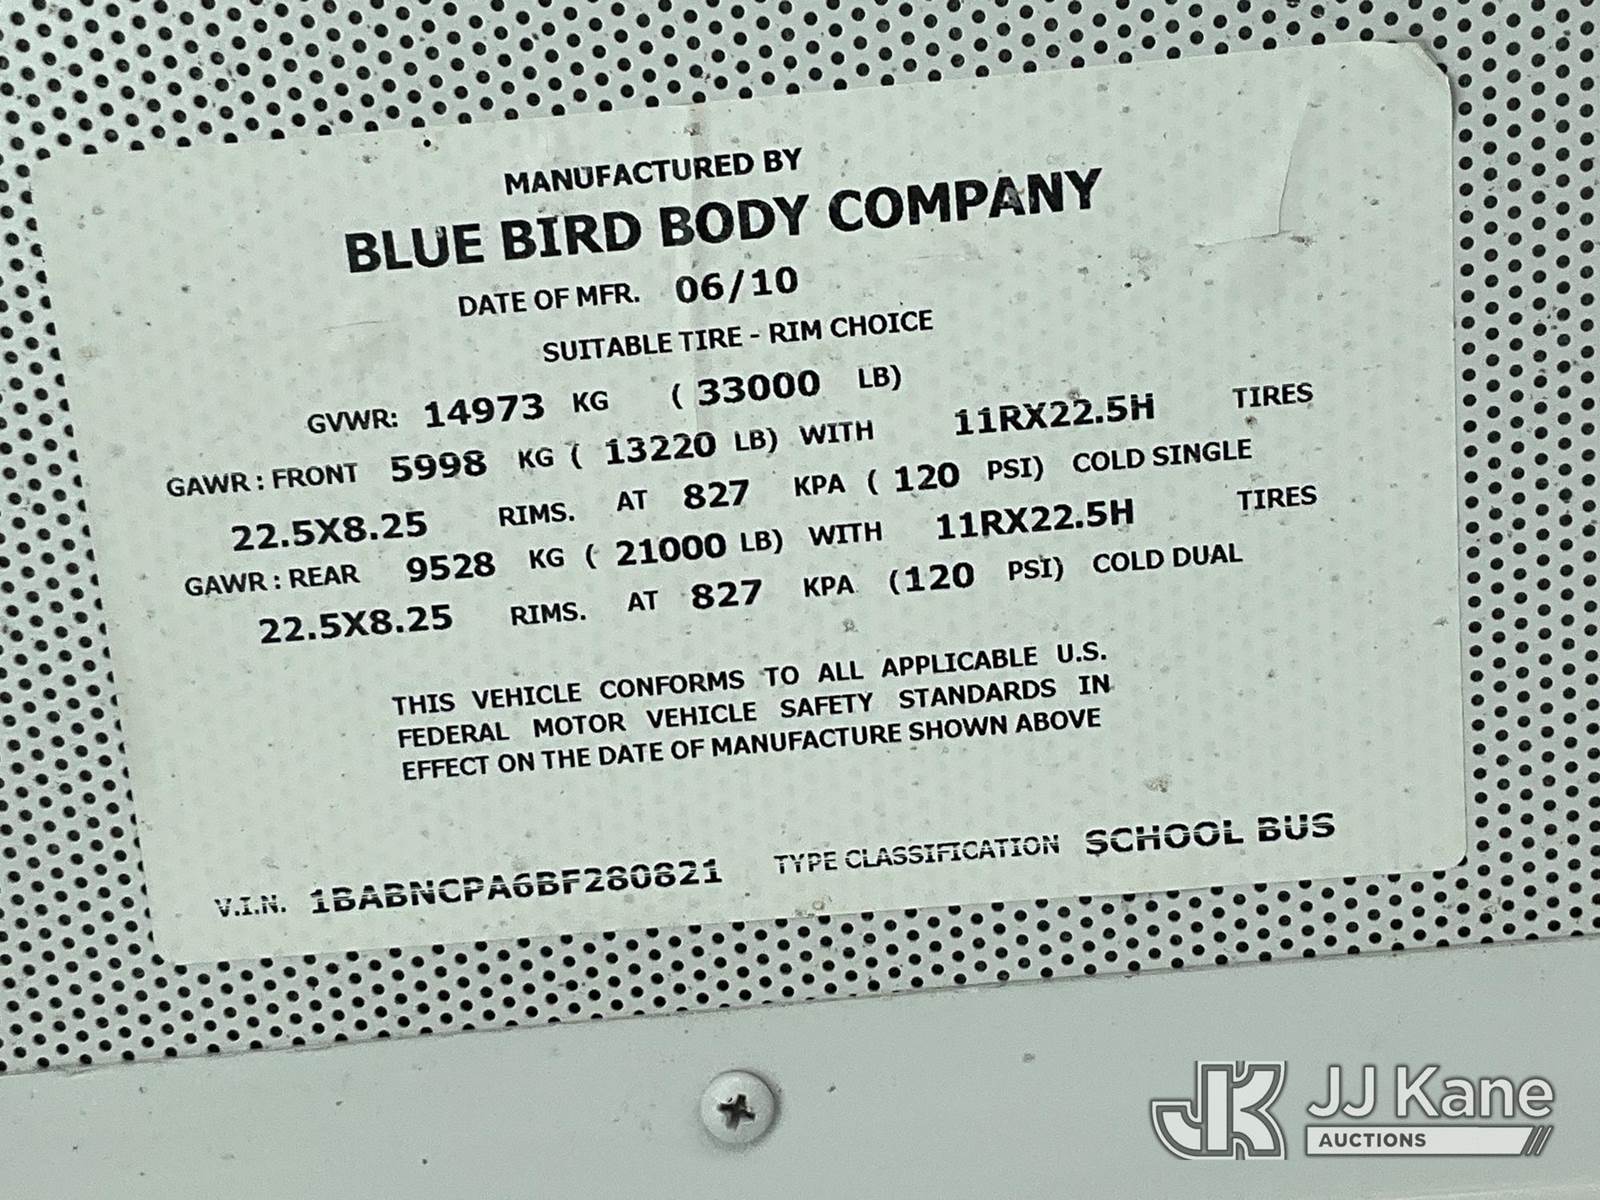 MANUFACTURED BY
BLUE BIRD BODY COMPANY
DATE OF MFR. 06/10
SUITABLE TIRE - RIM CHOICE
GVWR: 14973 KG ( 33000 LB)
GAWR : FRONT 5998 KG ( 13220 LB) WITH 11RX22.5H TIRES
22.5X8.25 RIMS. AT 827 KPA ( 120 PSI) COLD SINGLE
GAWR : REAR 9528 KG ( 21000 LB) WITH 11RX22.5H TIRES
22.5X8.25 RIMS. AT 827 KPA (120 PSI) COLD DUAL
THIS VEHICLE CONFORMS TO ALL APPLICABLE U.S.
FEDERAL MOTOR VEHICLE SAFETY STANDARDS IN
EFFECT ON THE DATE OF MANUFACTURE SHOWN ABOVE
V.I.N. 1BABNCPA6BF280821 TYPE CLASSIFICATION SCHOOL BUS
JK JJ Kane
AUCTIONS